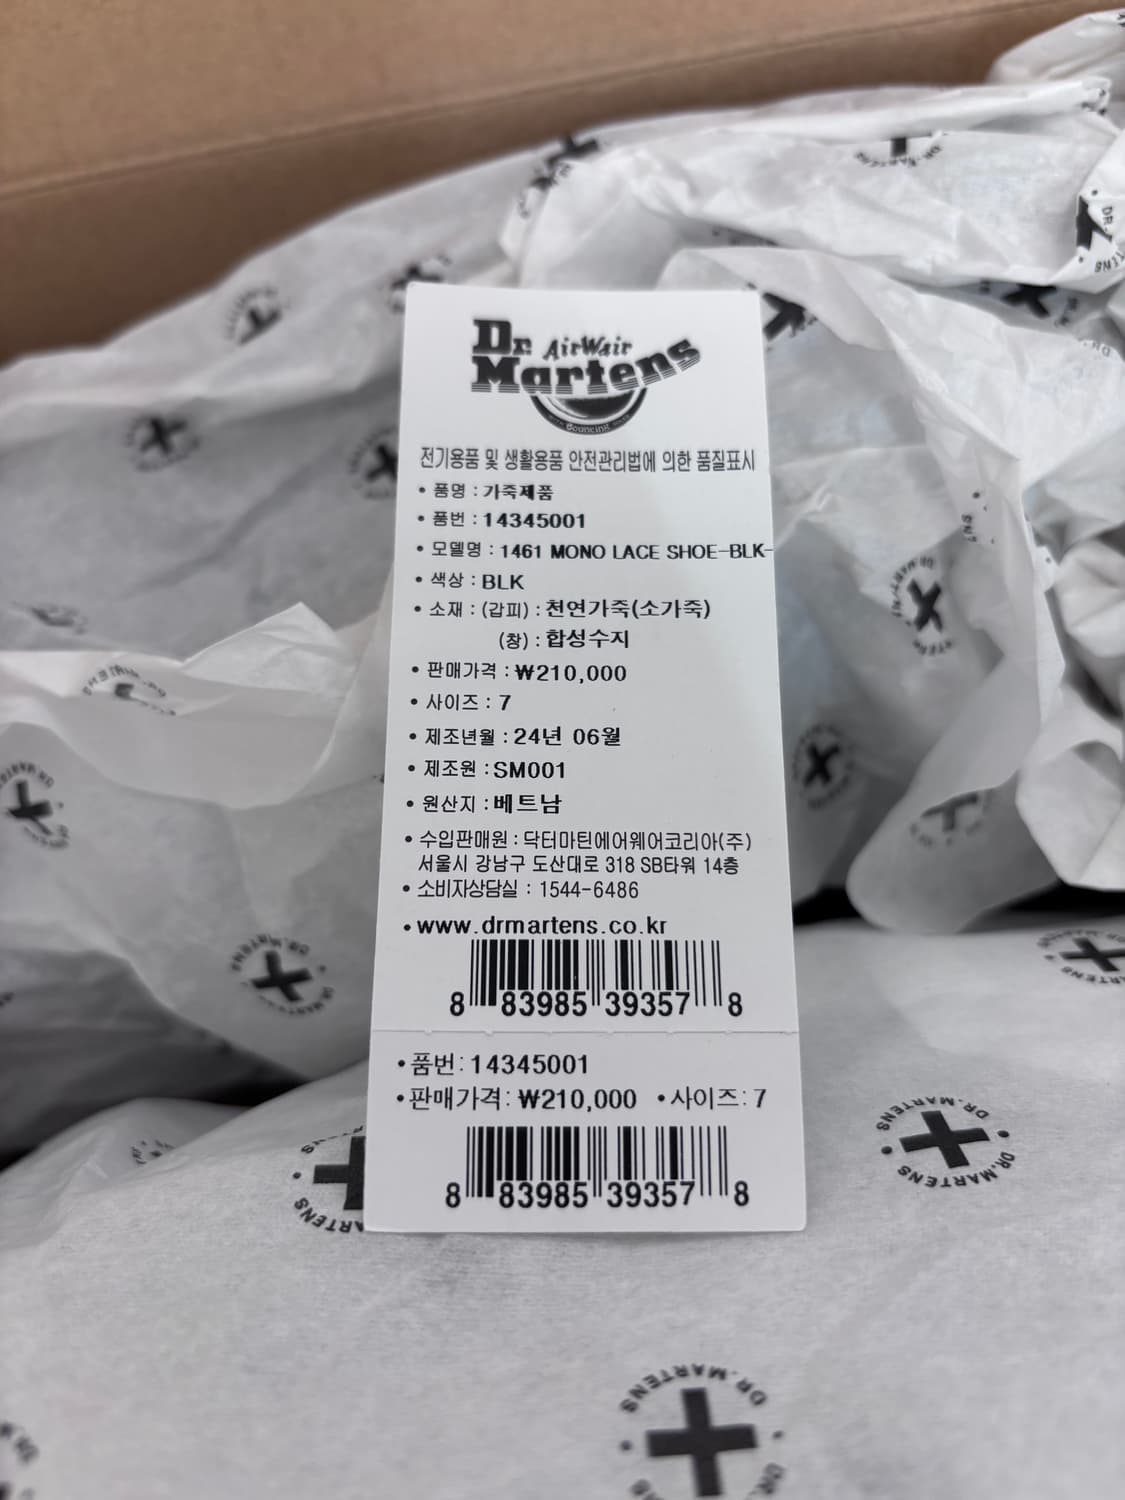 Dr. AirWair
Martens
WITH Bouncing SOLES
전기용품 및 생활용품 안전관리법에 의한 품질표시
• 품명 : 가죽제품
• 품번 : 14345001
• 모델명 : 1461 MONO LACE SHOE-BLK-
• 색상 : BLK
• 소재 : (갑피) : 천연가죽(소가죽)
(창) : 합성수지
• 판매가격 : ₩210,000
• 사이즈 : 7
• 제조년월 : 24년 06월
• 제조원 : SM001
• 원산지 : 베트남
• 수입판매원 : 닥터마틴에어웨어코리아(주)
서울시 강남구 도산대로 318 SB타워 14층
• 소비자상담실 : 1544-6486
• www.drmartens.co.kr
8 83985 39357 8
• 품번: 14345001
• 판매가격: ₩210,000 • 사이즈: 7
8 83985 39357 8
DR.MARTENS • DR.MARTENS •
DR.MARTENS • DR.MARTENS